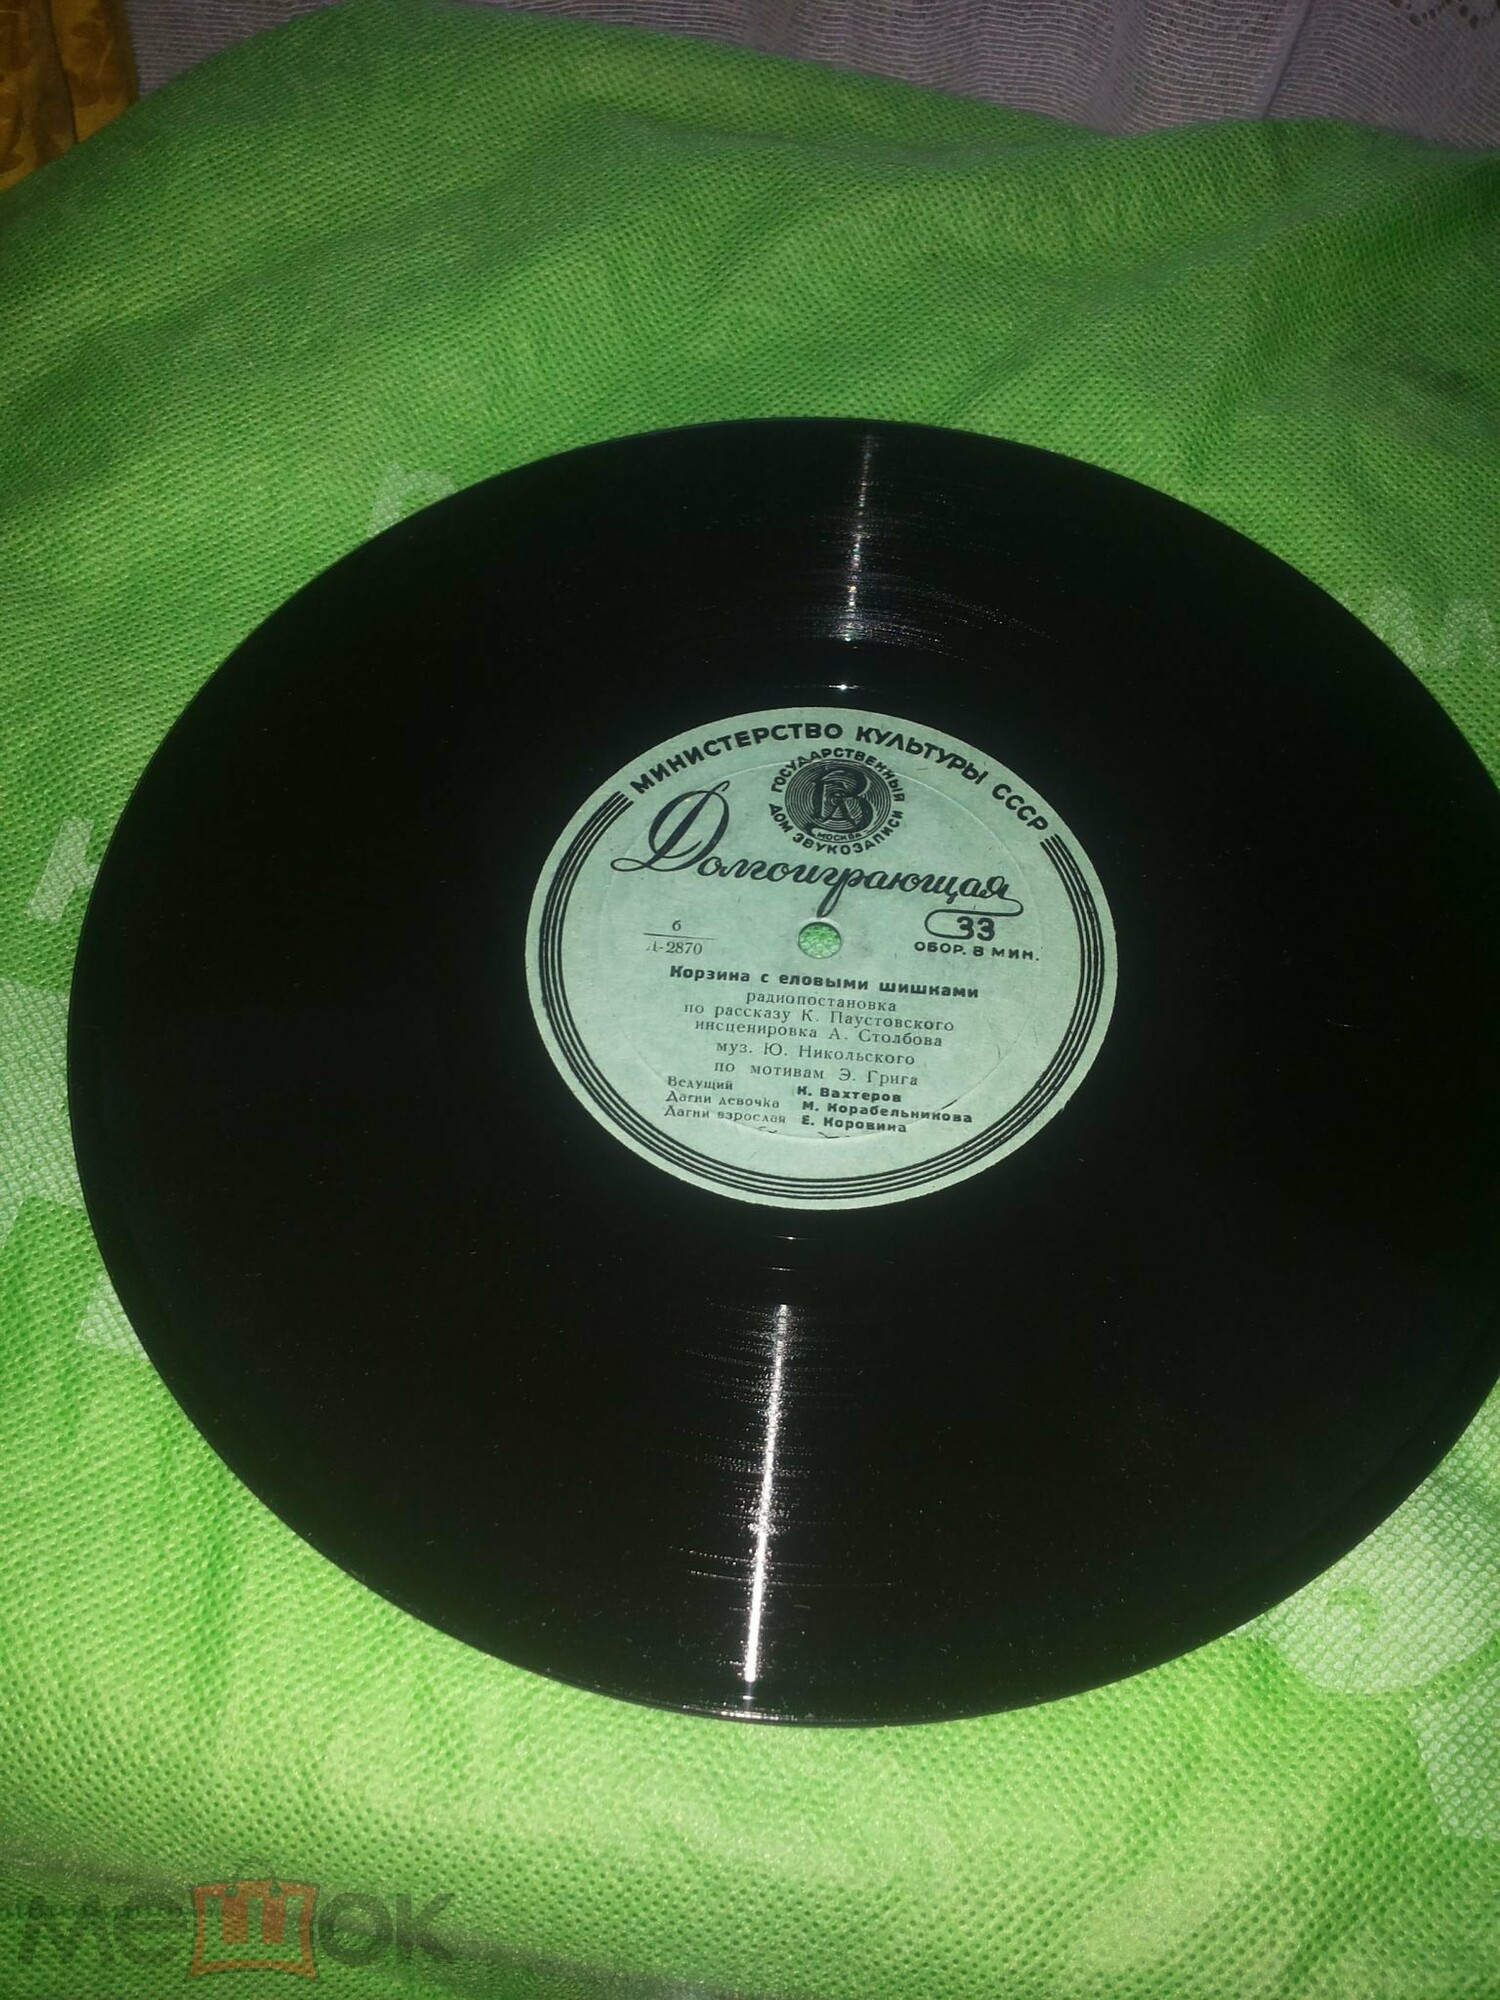 МИНИСТЕРСТВО КУЛЬТУРЫ СССР
ГОСУДАРСТВЕННЫЙ
ДОМ ЗВУКОЗАПИСИ
МОСКВА
Долгоиграющая
33
ОБОР. В МИН.
6
Д-2870
Корзина с еловыми шишками
радиопостановка
по рассказу К. Паустовского
инсценировка А. Столбова
муз. Ю. Никольского
по мотивам Э. Грига
Ведущий К. Вахтеров
Дагни девочка М. Корабельникова
Дагни взрослая Е. Коровина
мешок